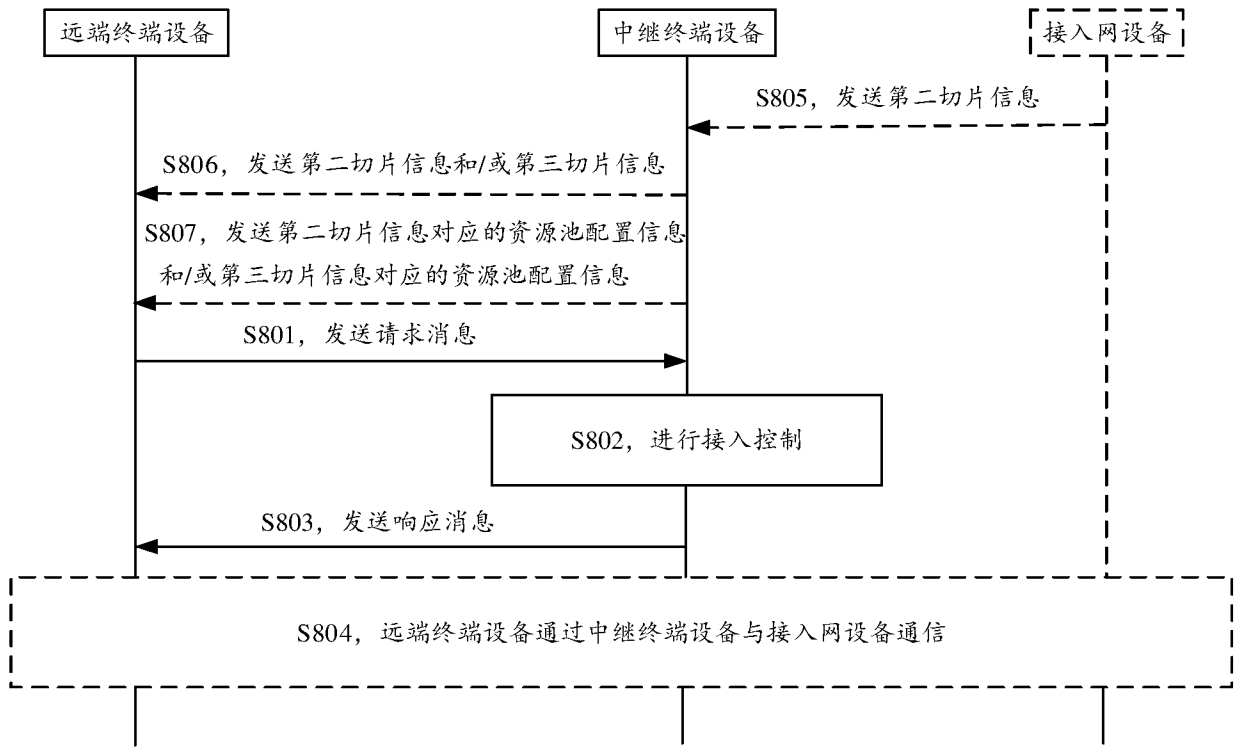 远端终端设备
中继终端设备
接入网设备
S805，发送第二切片信息
S806，发送第二切片信息和/或第三切片信息
S807，发送第二切片信息对应的资源池配置信息
和/或第三切片信息对应的资源池配置信息
S801，发送请求消息
S802，进行接入控制
S803，发送响应消息
S804，远端终端设备通过中继终端设备与接入网设备通信